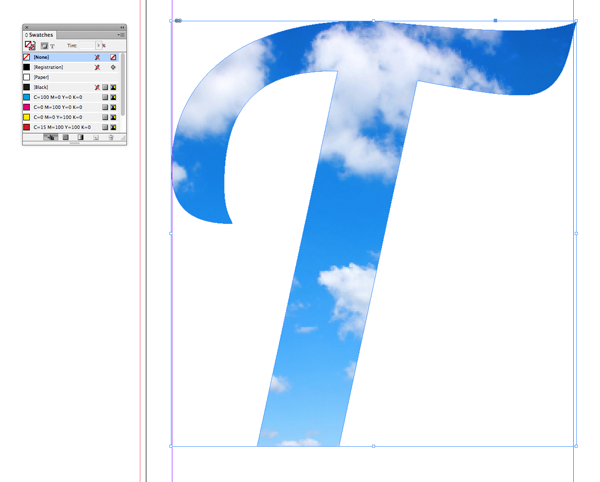 Swatches
T
Tint:
%
[None]
[Registration]
[Paper]
[Black]
C=100 M=0 Y=0 K=0
C=0 M=100 Y=0 K=0
C=0 M=0 Y=100 K=0
C=15 M=100 Y=100 K=0
T